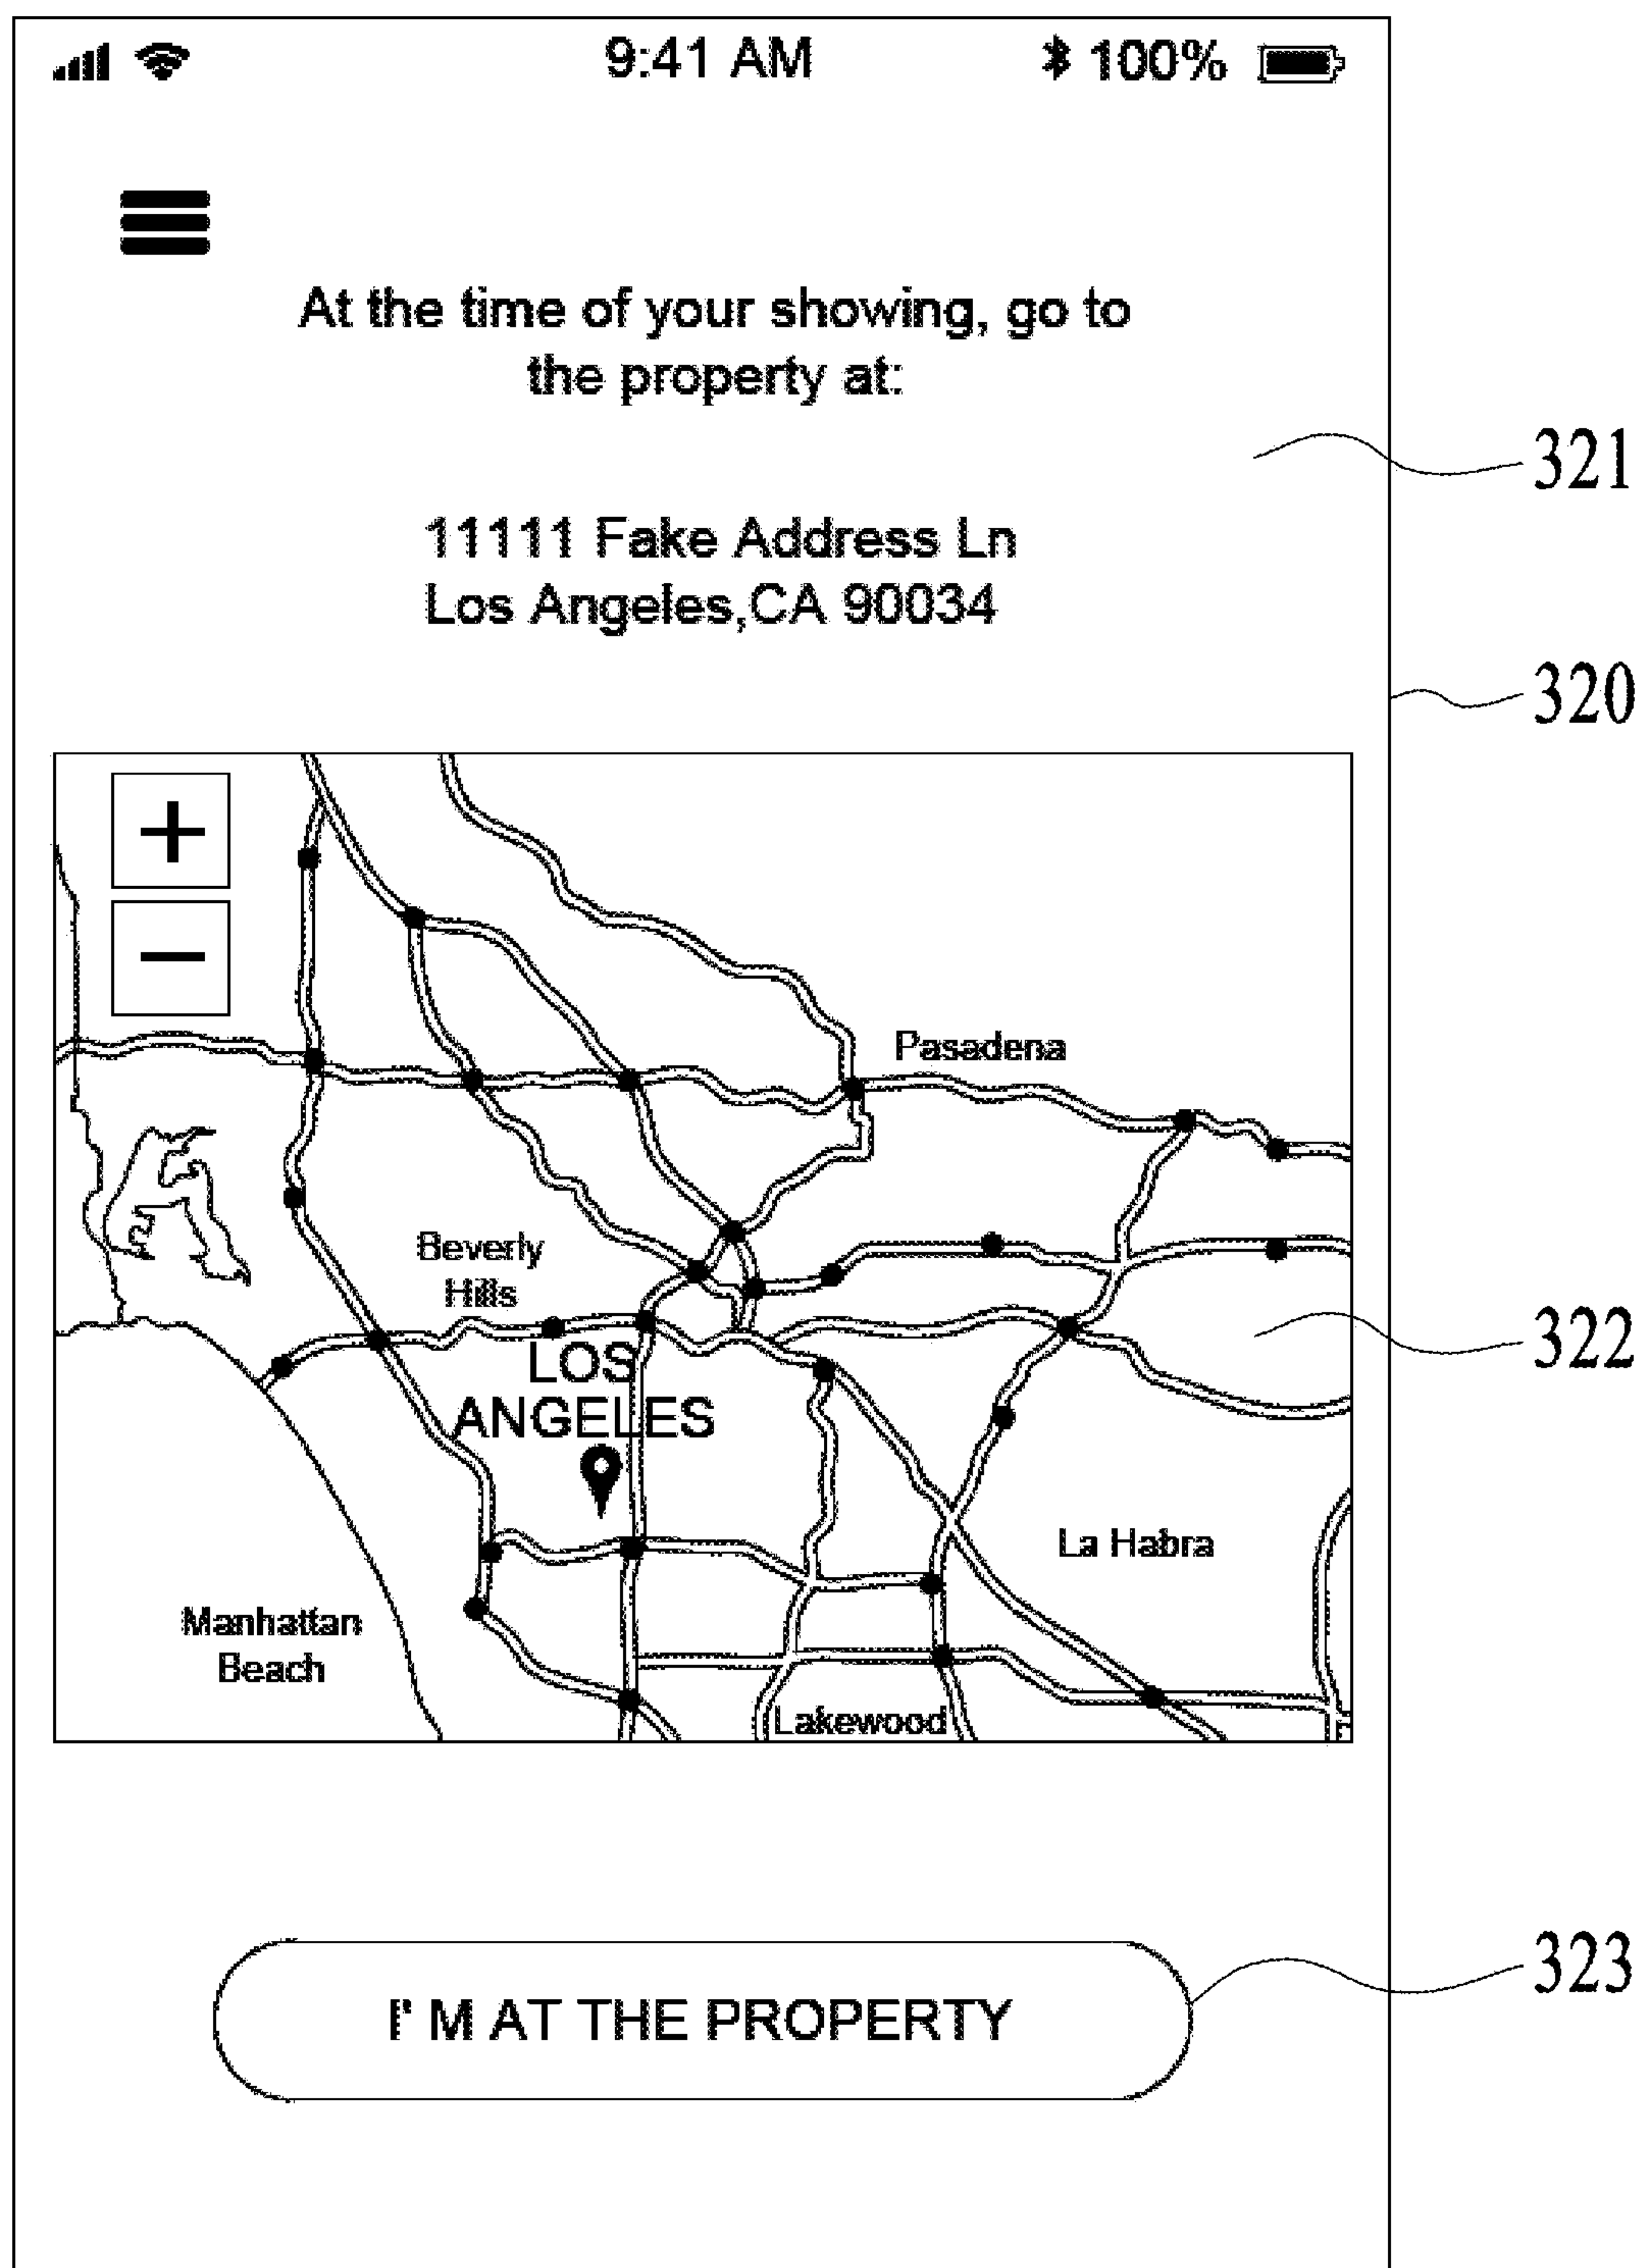 9:41 AM
100%
At the time of your showing, go to
the property at:
321
11111 Fake Address Ln
Los Angeles,CA 90034
320
+
−
Pasadena
Beverly
Hills
322
LOS
ANGELES
La Habra
Manhattan
Beach
Lakewood
323
I' M AT THE PROPERTY